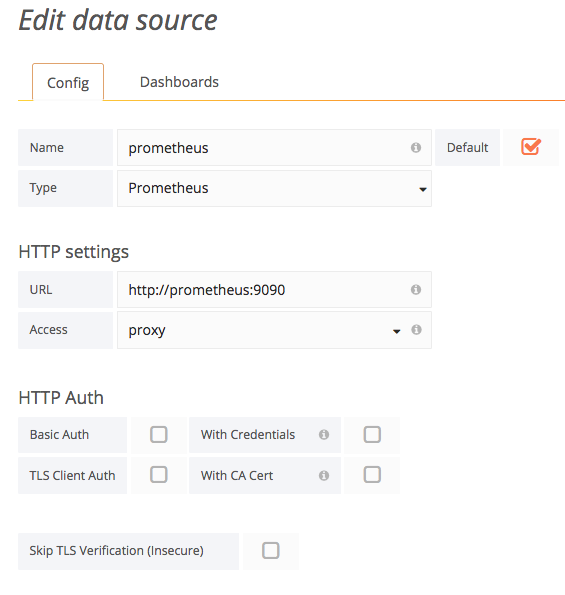 Edit data source
Config Dashboards
Name prometheus Default
Type Prometheus
HTTP settings
URL http://prometheus:9090
Access proxy
HTTP Auth
Basic Auth With Credentials
TLS Client Auth With CA Cert
Skip TLS Verification (Insecure)